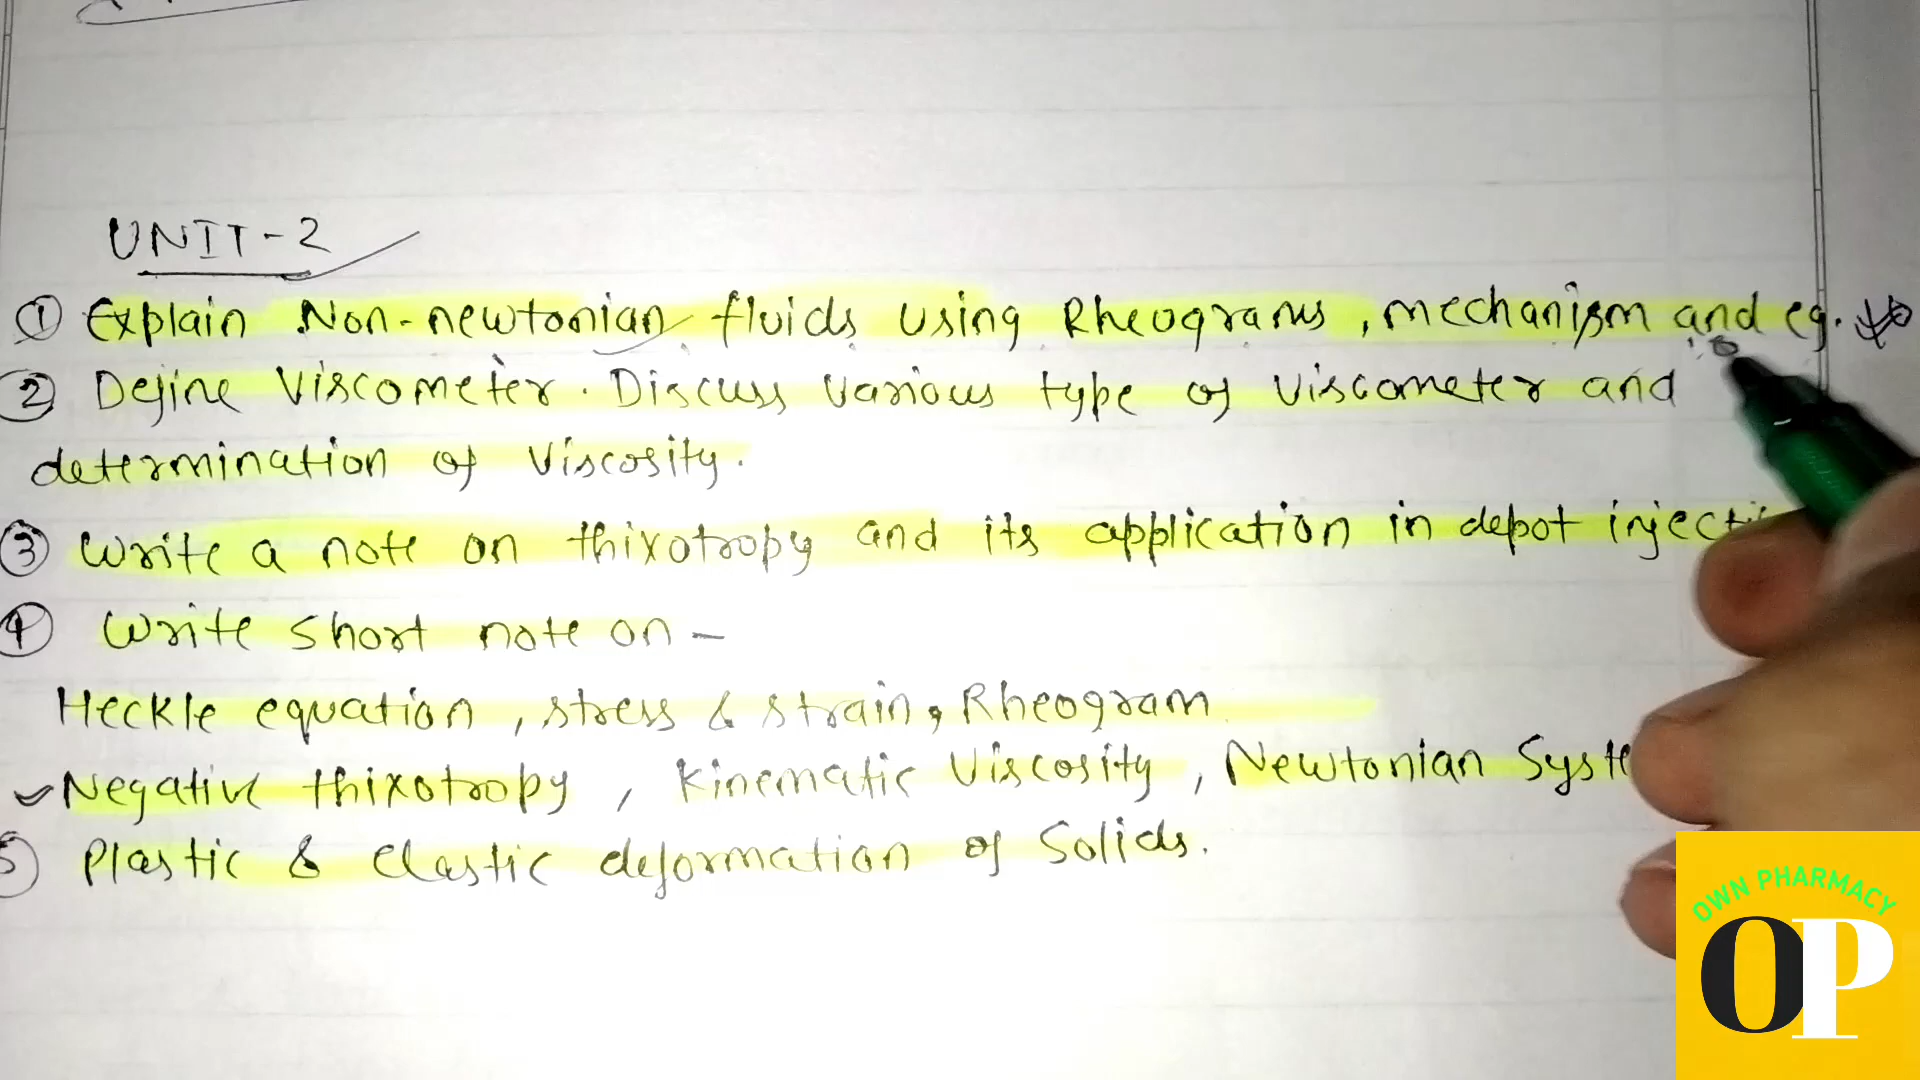 UNIT-2
① Explain Non-newtonian fluids using Rheograms, mechanism and eg.
② Define Viscometer. Discuss various type of viscometer and
determination of viscosity.
③ Write a note on thixotropy and its application in depot injecti
④ Write short note on -
Heckle equation, stress & strain, Rheogram
Negative thixotropy, Kinematic Viscosity, Newtonian Syste
5 Plastic & Elastic deformation of Solids.
OWN PHARMACY
OP